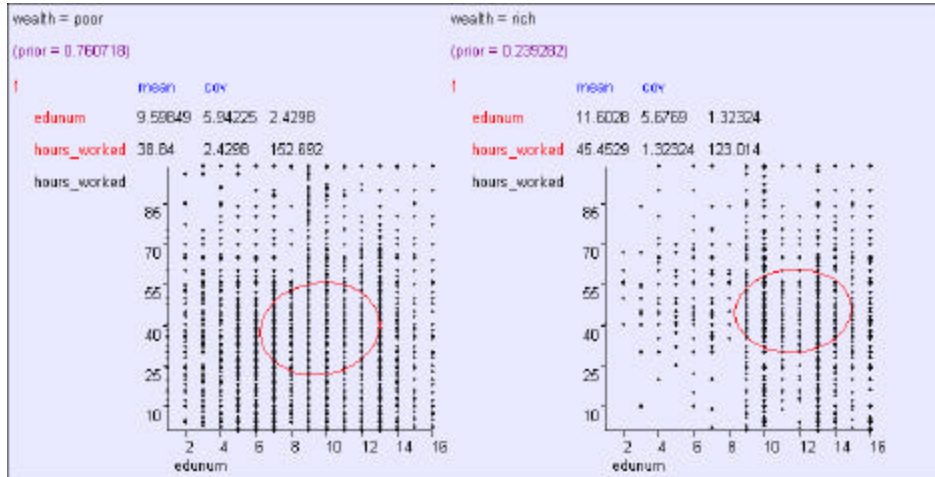 wealth = poor
(prior = 0.760718)
f
mean cov
edunum 9.59849 5.94225 2.4298
hours_worked 38.84 2.4298 152.692
hours_worked
85
70
55
40
25
10
2 4 6 8 10 12 14 16
edunum
wealth = rich
(prior = 0.239282)
f
mean cov
edunum 11.6028 5.6769 1.32324
hours_worked 45.4529 1.32324 123.014
hours_worked
85
70
55
40
25
10
2 4 6 8 10 12 14 16
edunum